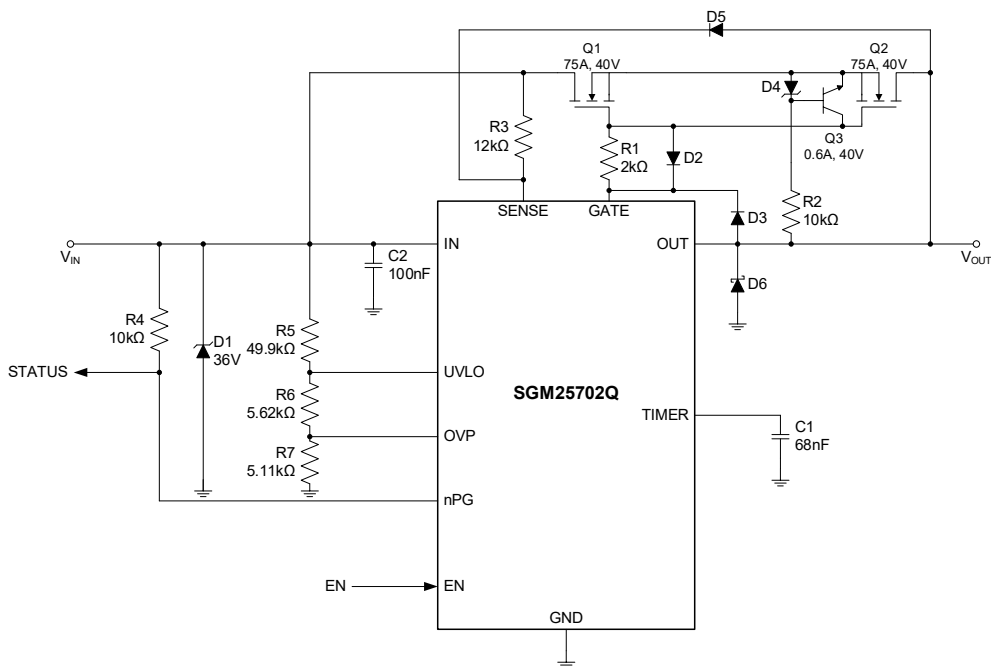 D5
Q1
75A, 40V
Q2
75A, 40V
D4
R3
12kΩ
R1
2kΩ
D2
Q3
0.6A, 40V
R2
10kΩ
D3
SENSE
GATE
VIN
IN
OUT
VOUT
C2
100nF
D6
R4
10kΩ
D1
36V
R5
49.9kΩ
STATUS
UVLO
SGM25702Q
R6
5.62kΩ
TIMER
C1
68nF
OVP
R7
5.11kΩ
nPG
EN
EN
GND